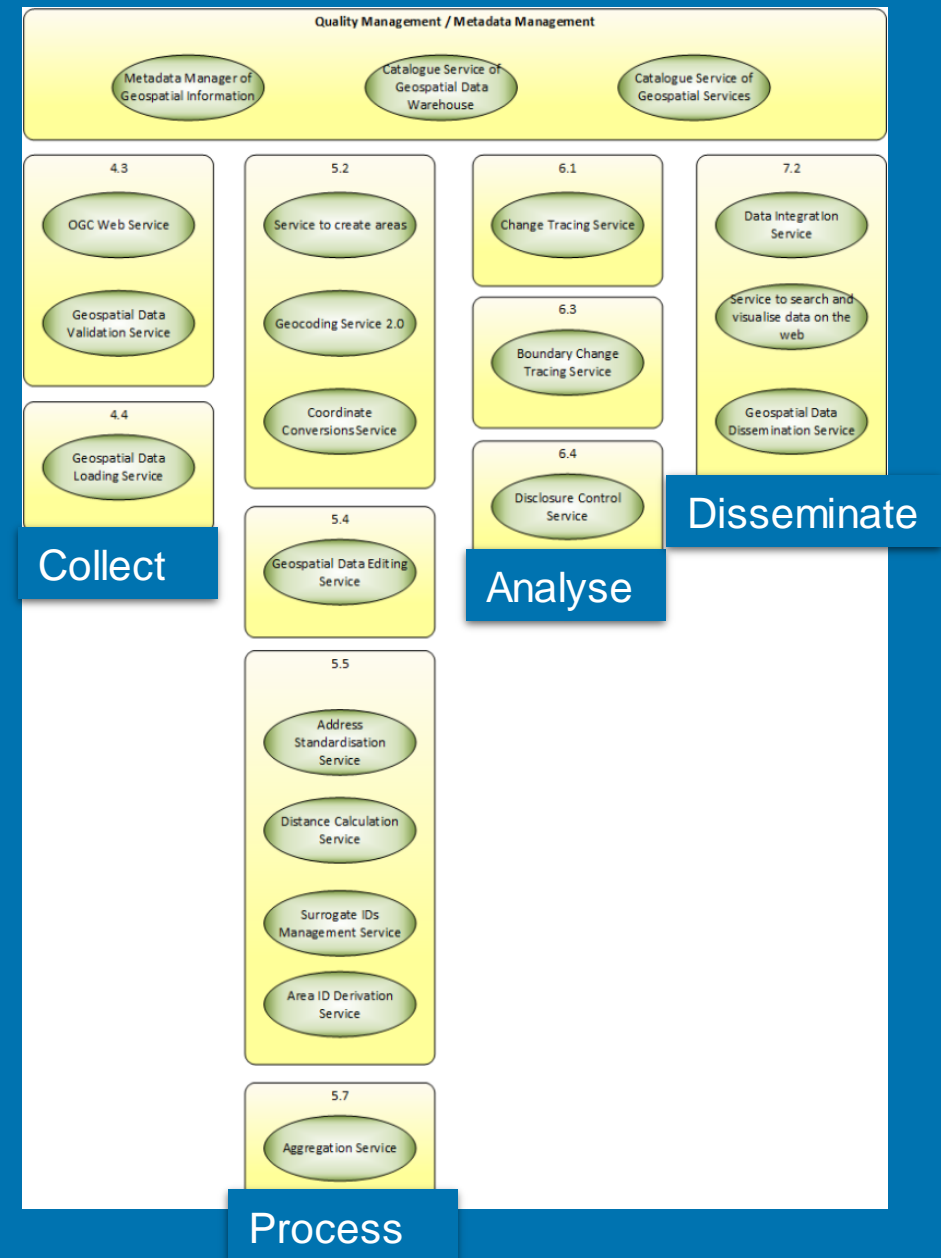 Quality Management / Metadata Management
Metadata Manager of
Geospatial Information
Catalogue Service of
Geospatial Data
Warehouse
Catalogue Service of
Geospatial Services
4.3
OGC Web Service
Geospatial Data
Validation Service
4.4
Geospatial Data
Loading Service
Collect
5.2
Service to create areas
Geocoding Service 2.0
Coordinate
Conversions Service
5.4
Geospatial Data Editing
Service
5.5
Address
Standardisation
Service
Distance Calculation
Service
Surrogate IDs
Management Service
Area ID Derivation
Service
5.7
Aggregation Service
Process
6.1
Change Tracing Service
6.3
Boundary Change
Tracing Service
6.4
Disclosure Control
Service
Analyse
7.2
Data Integration
Service
Service to search and
visualise data on the
web
Geospatial Data
Dissemination Service
Disseminate